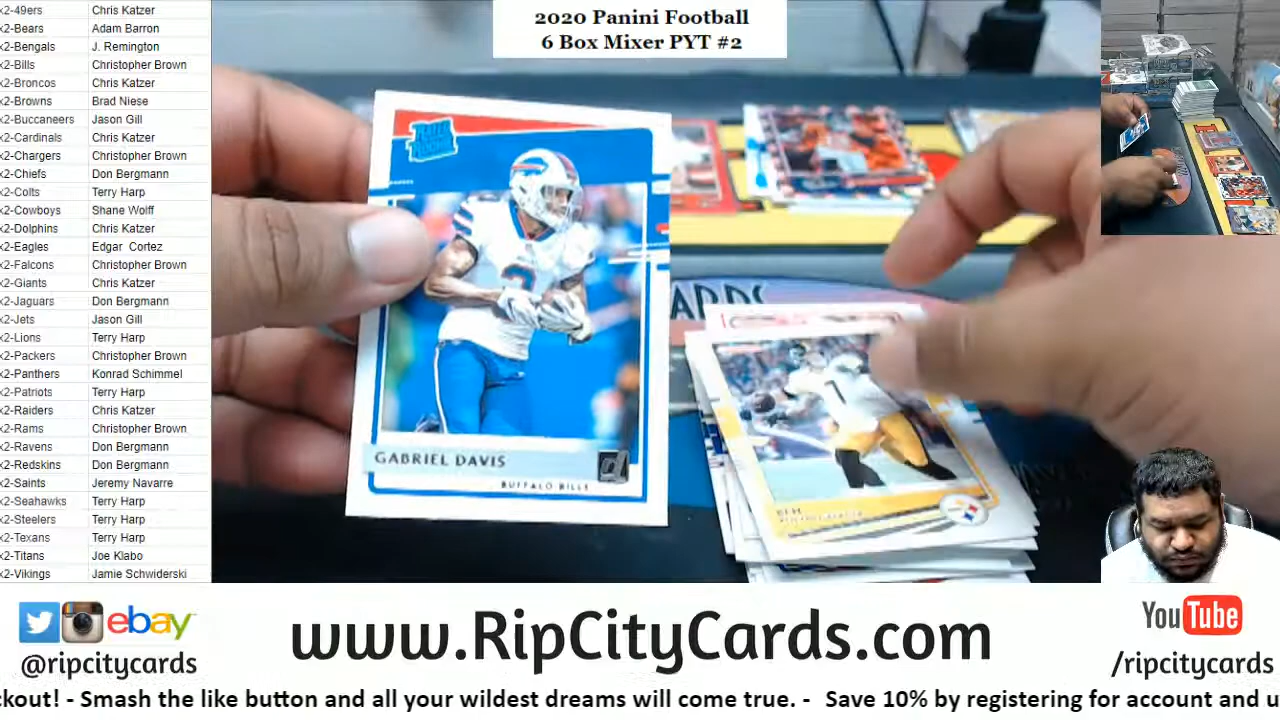 x2-49ers Chris Katzer
x2-Bears Adam Barron
x2-Bengals J. Remington
x2-Bills Christopher Brown
x2-Broncos Chris Katzer
x2-Browns Brad Niese
x2-Buccaneers Jason Gill
x2-Cardinals Chris Katzer
x2-Chargers Christopher Brown
x2-Chiefs Don Bergmann
x2-Colts Terry Harp
x2-Cowboys Shane Wolff
x2-Dolphins Chris Katzer
x2-Eagles Edgar Cortez
x2-Falcons Christopher Brown
x2-Giants Chris Katzer
x2-Jaguars Don Bergmann
x2-Jets Jason Gill
x2-Lions Terry Harp
x2-Packers Christopher Brown
x2-Panthers Konrad Schimmel
x2-Patriots Terry Harp
x2-Raiders Chris Katzer
x2-Rams Christopher Brown
x2-Ravens Don Bergmann
x2-Redskins Don Bergmann
x2-Saints Jeremy Navarre
x2-Seahawks Terry Harp
x2-Steelers Terry Harp
x2-Texans Terry Harp
x2-Titans Joe Klabo
x2-Vikings Jamie Schwiderski
2020 Panini Football
6 Box Mixer PYT #2
GABRIEL DAVIS
BUFFALO BILLS
BEN
ebay
@ripcitycards
www.RipCityCards.com
YouTube
/ripcitycards
ckout! - Smash the like button and all your wildest dreams will come true. - Save 10% by registering for account and u